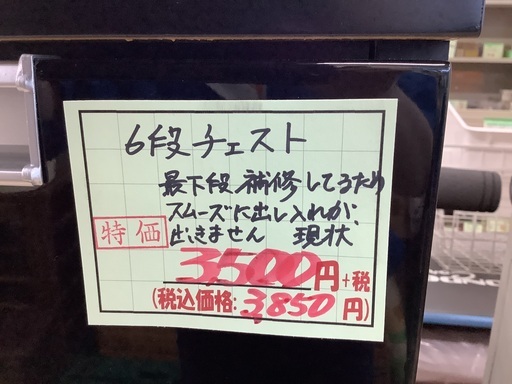 6段チェスト
最下段補修してるため
スムーズに出し入れが
出きません 現状
特価
3500円+税
(税込価格:3,850円)